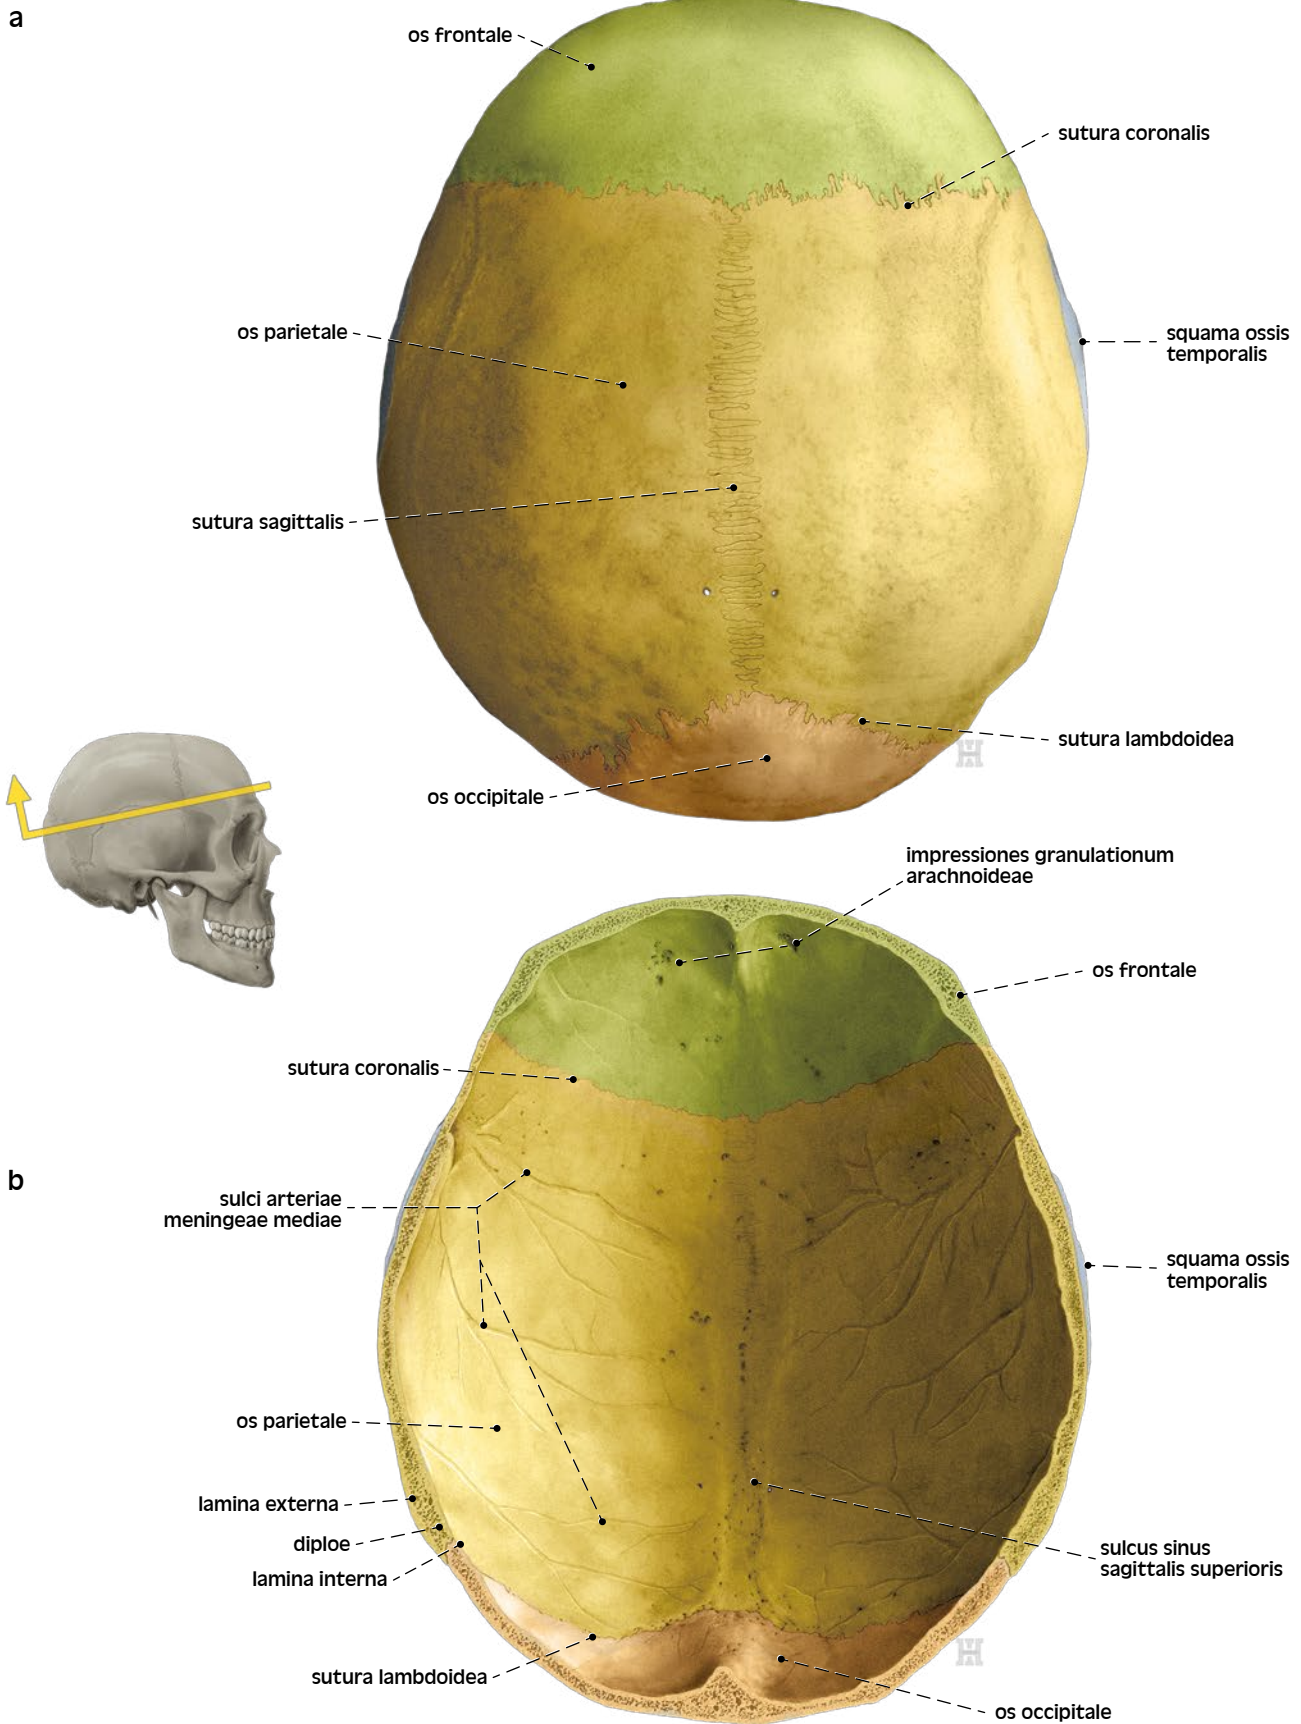 a
os frontale
sutura coronalis
os parietale
squama ossis
temporalis
sutura sagittalis
sutura lambdoidea
os occipitale
impressiones granulationum
arachnoideae
os frontale
sutura coronalis
b
sulci arteriae
meningeae mediae
squama ossis
temporalis
os parietale
lamina externa
diploe
lamina interna
sulcus sinus
sagittalis superioris
sutura lambdoidea
os occipitale